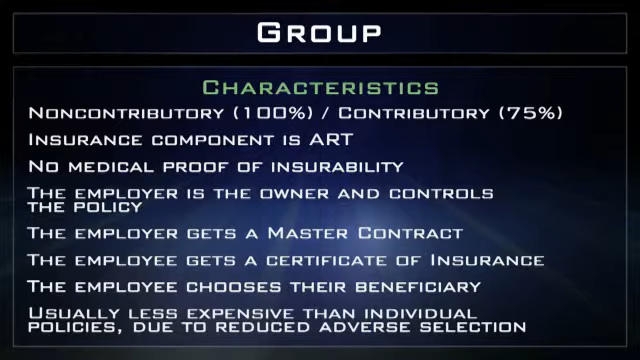 Group
Characteristics
Noncontributory (100%) / Contributory (75%)
Insurance component is ART
No medical proof of insurability
The employer is the owner and controls
the policy
The employer gets a Master Contract
The employee gets a certificate of Insurance
The employee chooses their beneficiary
Usually less expensive than individual
policies, due to reduced adverse selection